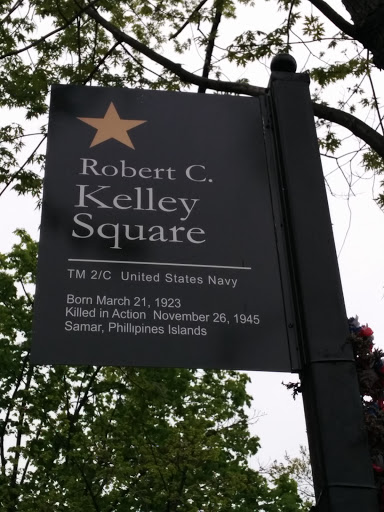 Robert C.
Kelley
Square
TM 2/C United States Navy
Born March 21, 1923
Killed in Action November 26, 1945
Samar, Phillipines Islands